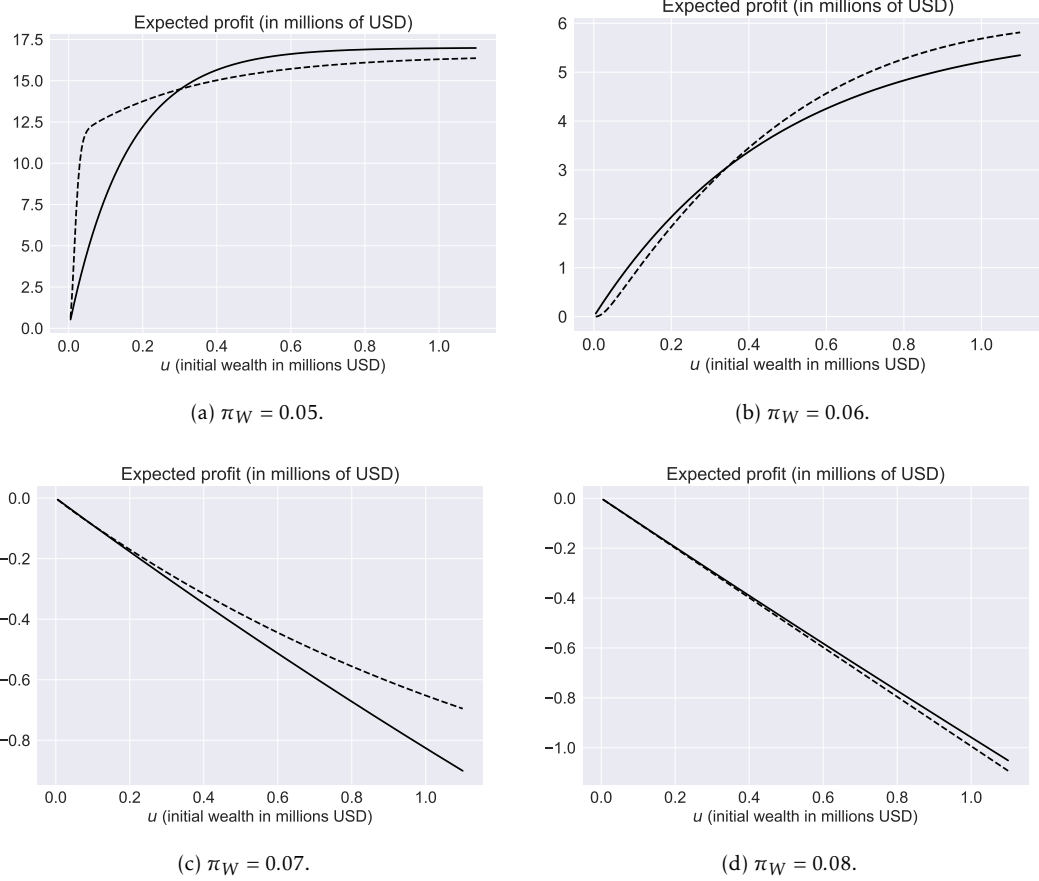 Expected profit (in millions of USD)
17.5
15.0
12.5
10.0
7.5
5.0
2.5
0.0
0.0 0.2 0.4 0.6 0.8 1.0
u (initial wealth in millions USD)
(a) πW = 0.05.
Expected profit (in millions of USD)
6
5
4
3
2
1
0
0.0 0.2 0.4 0.6 0.8 1.0
u (initial wealth in millions USD)
(b) πW = 0.06.
Expected profit (in millions of USD)
0.0
−0.2
−0.4
−0.6
−0.8
0.0 0.2 0.4 0.6 0.8 1.0
u (initial wealth in millions USD)
(c) πW = 0.07.
Expected profit (in millions of USD)
0.0
−0.2
−0.4
−0.6
−0.8
−1.0
0.0 0.2 0.4 0.6 0.8 1.0
u (initial wealth in millions USD)
(d) πW = 0.08.